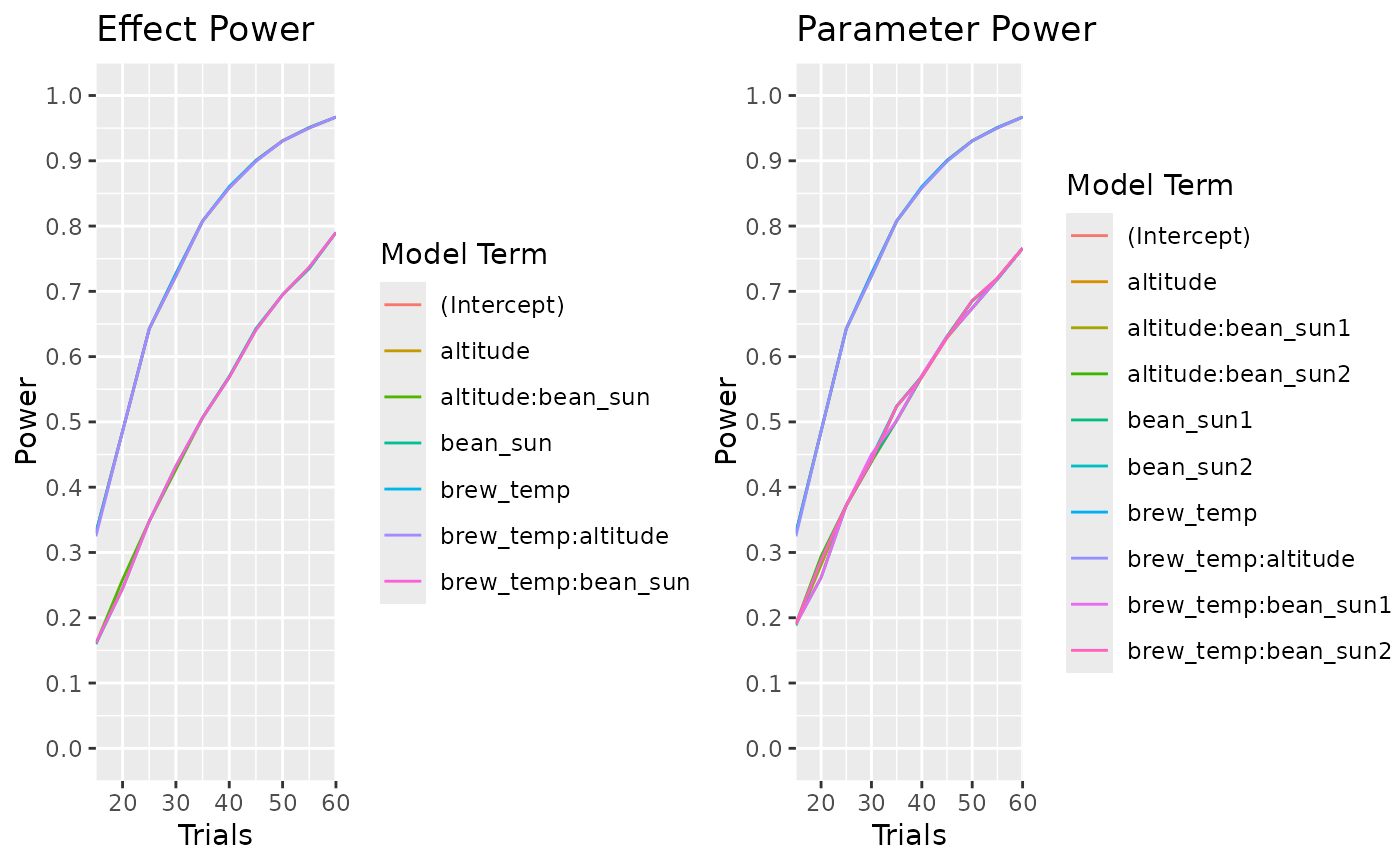 Effect Power
1.0
0.9
0.8
0.7
0.6
0.5
0.4
0.3
0.2
0.1
0.0
Power
20 30 40 50 60
Trials
Model Term
(Intercept)
altitude
altitude:bean_sun
bean_sun
brew_temp
brew_temp:altitude
brew_temp:bean_sun
Parameter Power
1.0
0.9
0.8
0.7
0.6
0.5
0.4
0.3
0.2
0.1
0.0
Power
20 30 40 50 60
Trials
Model Term
(Intercept)
altitude
altitude:bean_sun1
altitude:bean_sun2
bean_sun1
bean_sun2
brew_temp
brew_temp:altitude
brew_temp:bean_sun1
brew_temp:bean_sun2